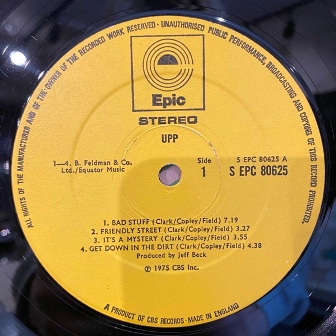 ALL RIGHTS OF THE MANUFACTURER AND OF THE OWNER OF THE RECORDED WORK RESERVED · UNAUTHORISED PUBLIC PERFORMANCE, BROADCASTING AND COPYING OF THIS RECORD PROHIBITED.
Epic
STEREO
UPP
1—4. B. Feldman & Co.
Ltd./Equator Music
Side
1
S EPC 80625 A
S EPC 80625
1. BAD STUFF (Clark/Copley/Field) 7.19
2. FRIENDLY STREET (Clark/Copley/Field) 3.27
3. IT'S A MYSTERY (Clark/Copley/Field) 3.55
4. GET DOWN IN THE DIRT (Clark/Copley/Field) 4.38
Produced by Jeff Beck
℗ 1975 CBS Inc.
A PRODUCT OF CBS RECORDS · MADE IN ENGLAND